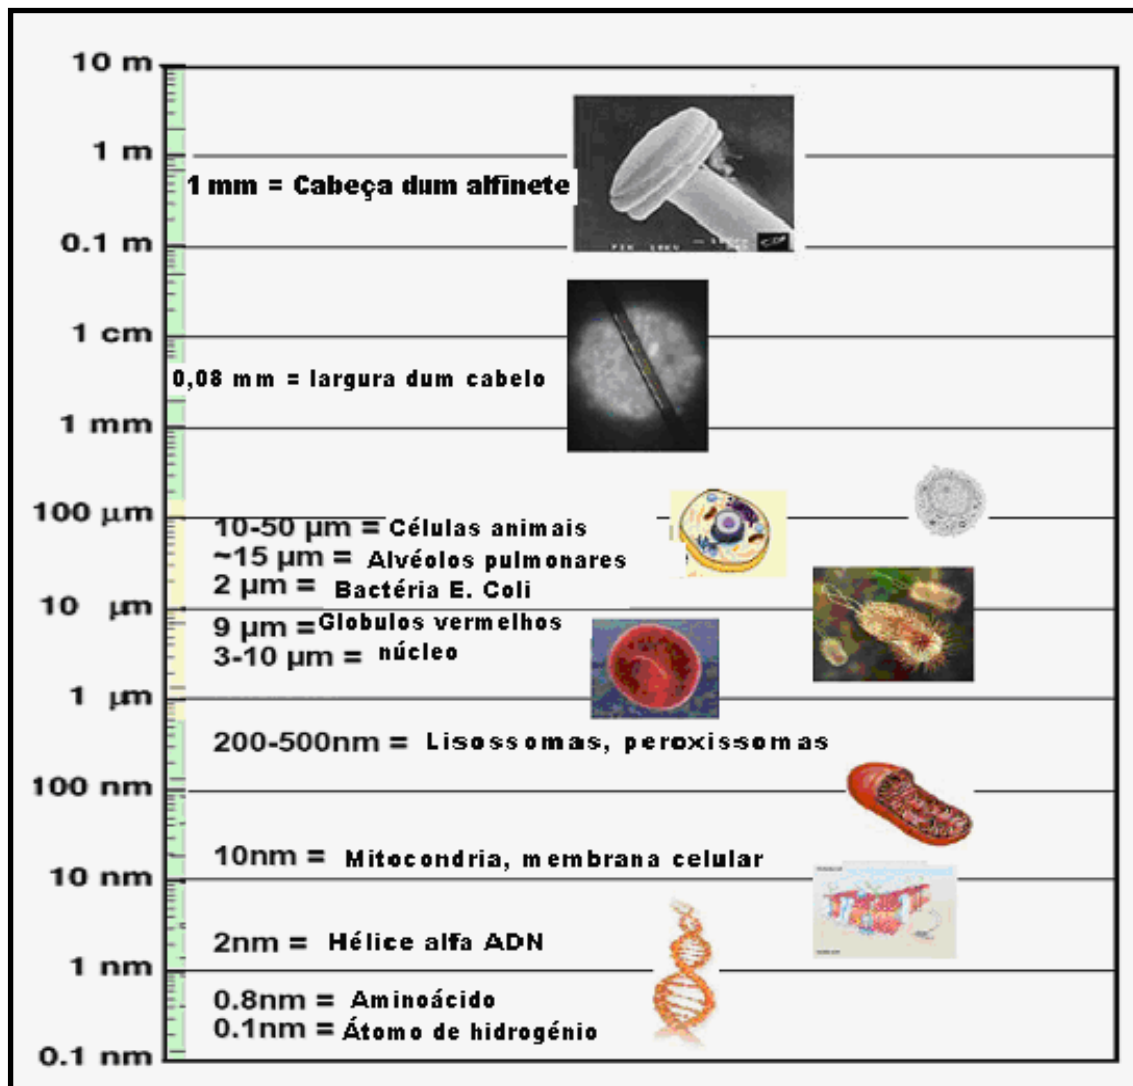 10 m
1 m
1 mm = Cabeça dum alfinete
0.1 m
1 cm
0,08 mm = largura dum cabelo
1 mm
100 µm
10-50 µm = Células animais
~15 µm = Alvéolos pulmonares
2 µm = Bactéria E. Coli
10 µm
9 µm = Globulos vermelhos
3-10 µm = núcleo
1 µm
200-500nm = Lisossomas, peroxissomas
100 nm
10nm = Mitocondria, membrana celular
10 nm
2nm = Hélice alfa ADN
1 nm
0.8nm = Aminoácido
0.1nm = Átomo de hidrogénio
0.1 nm